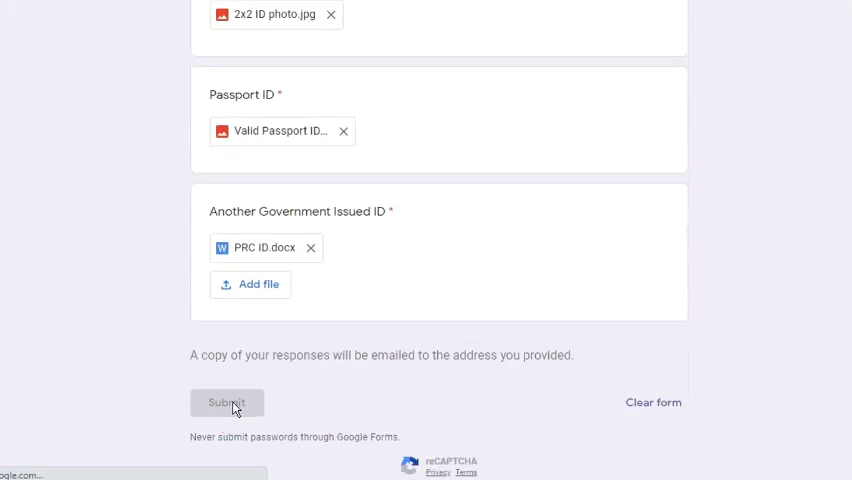 2x2 ID photo.jpg
Passport ID *
Valid Passport ID...
Another Government Issued ID *
W PRC ID.docx
Add file
A copy of your responses will be emailed to the address you provided.
Submit
Clear form
Never submit passwords through Google Forms.
reCAPTCHA
Privacy Terms
ogle.com...